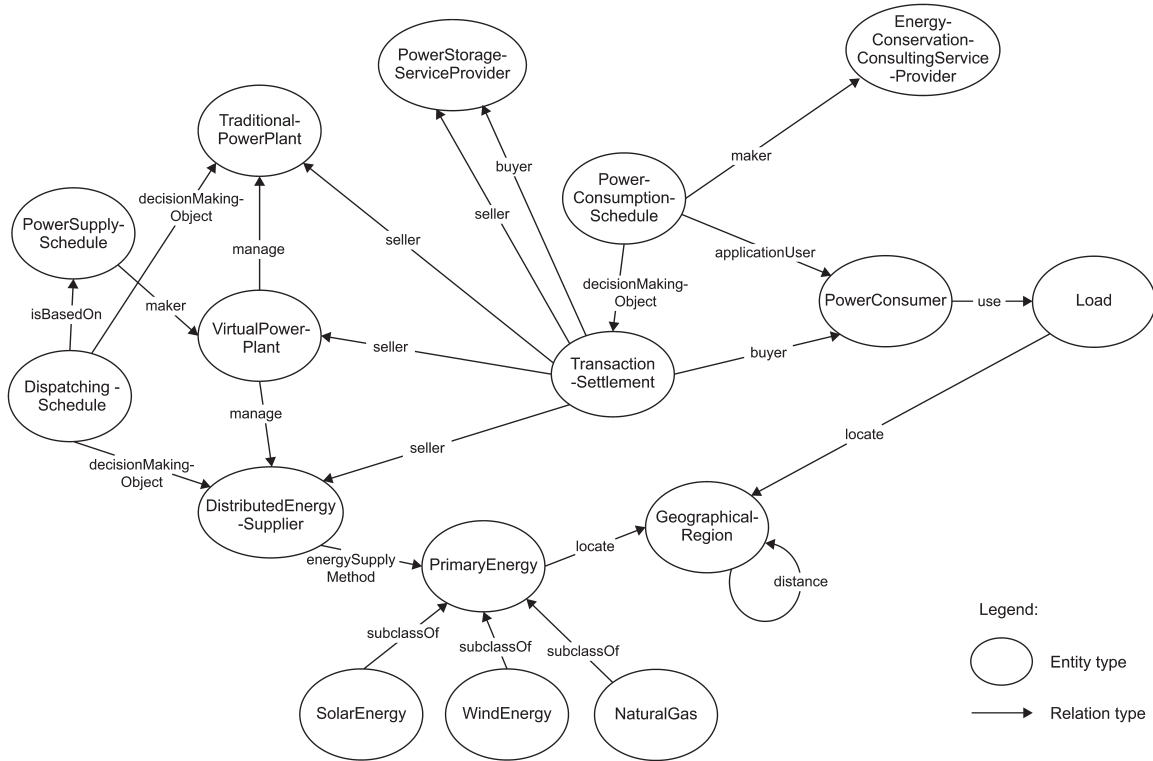 Energy-
Conservation-
ConsultingService
-Provider
PowerStorage-
ServiceProvider
Traditional-
PowerPlant
maker
buyer
Power-
Consumption-
Schedule
decisionMaking-
Object
seller
PowerSupply-
Schedule
manage
seller
applicationUser
decisionMaking-
Object
maker
isBasedOn
PowerConsumer
use
Load
VirtualPower-
Plant
seller
buyer
Transaction
-Settlement
Dispatching -
Schedule
manage
seller
locate
decisionMaking-
Object
DistributedEnergy
-Supplier
Geographical-
Region
locate
energySupply
Method
PrimaryEnergy
distance
Legend:
subclassOf
subclassOf
subclassOf
Entity type
SolarEnergy
WindEnergy
NaturalGas
Relation type